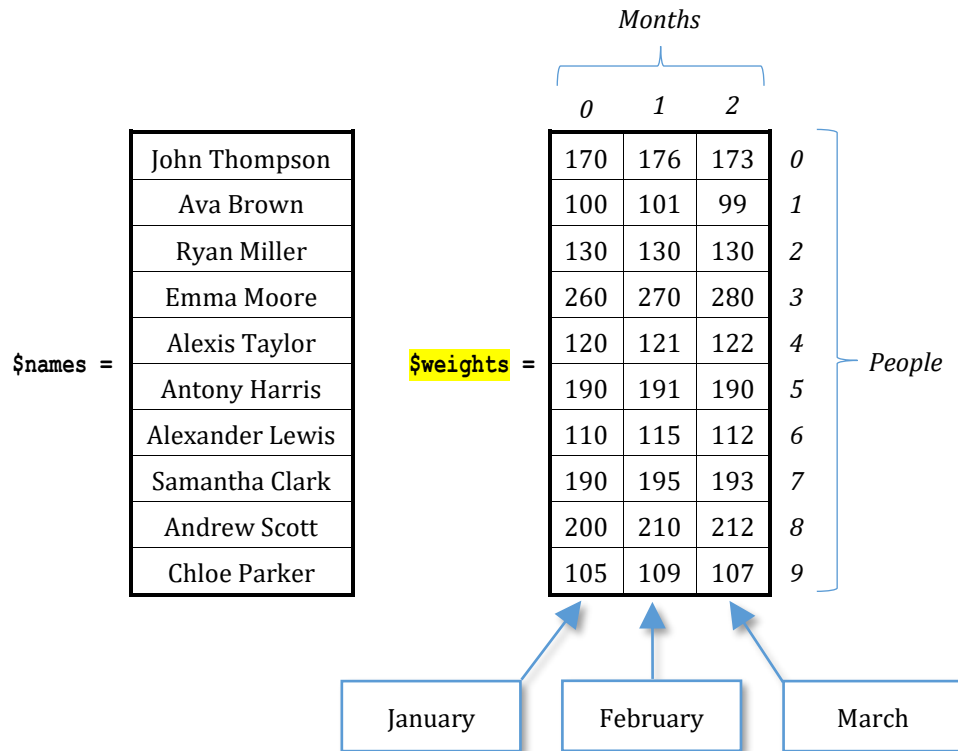 Months
0 1 2
John Thompson 170 176 173 0
Ava Brown 100 101 99 1
Ryan Miller 130 130 130 2
Emma Moore 260 270 280 3
Alexis Taylor 120 121 122 4
$names = $weights = People
Antony Harris 190 191 190 5
Alexander Lewis 110 115 112 6
Samantha Clark 190 195 193 7
Andrew Scott 200 210 212 8
Chloe Parker 105 109 107 9
January February March